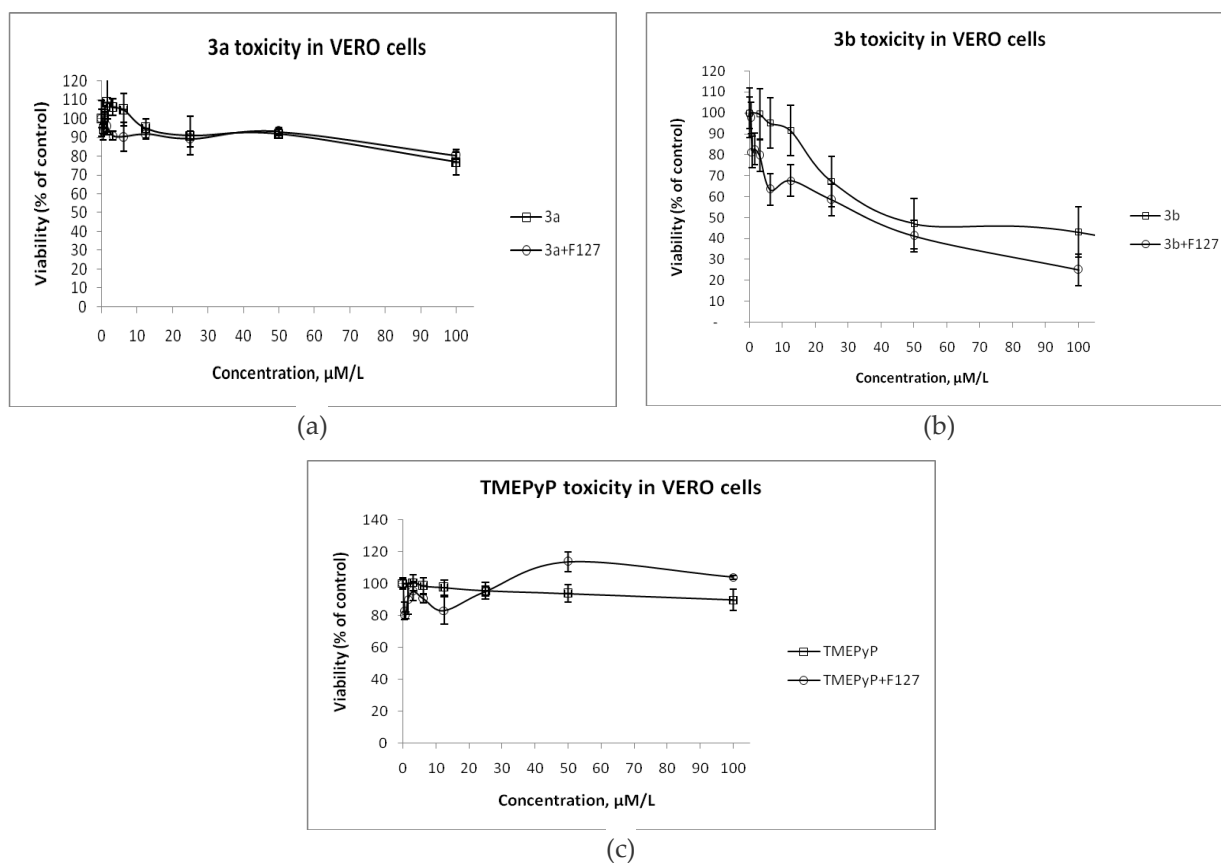 3a toxicity in VERO cells
Viability (% of control)
120
110
100
90
80
70
60
50
40
30
20
10
0
0 10 20 30 40 50 60 70 80 90 100
Concentration, µM/L
3a
3a+F127
(a)
3b toxicity in VERO cells
Viability (% of control)
120
110
100
90
80
70
60
50
40
30
20
10
-
0 10 20 30 40 50 60 70 80 90 100
Concentration, µM/L
3b
3b+F127
(b)
TMEPyP toxicity in VERO cells
Viability (% of control)
140
120
100
80
60
40
20
0
0 10 20 30 40 50 60 70 80 90 100
Concentration, µM/L
TMEPyP
TMEPyP+F127
(c)